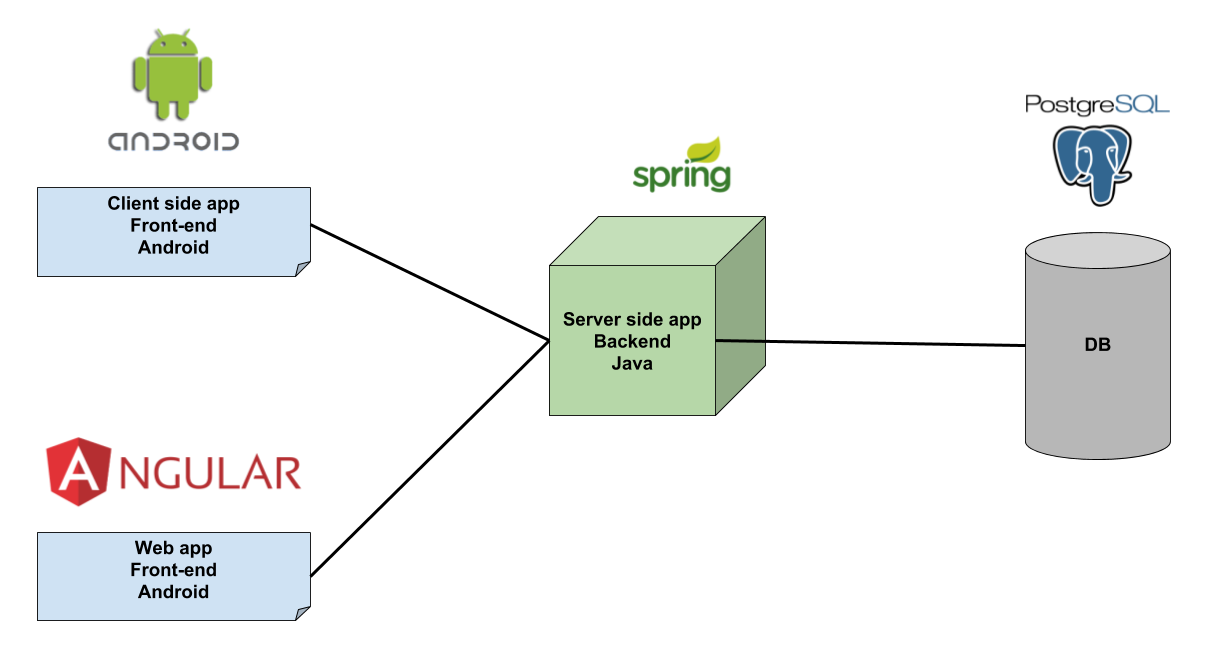 ANDROID
Client side app
Front-end
Android
spring
Server side app
Backend
Java
PostgreSQL
DB
ANGULAR
Web app
Front-end
Android